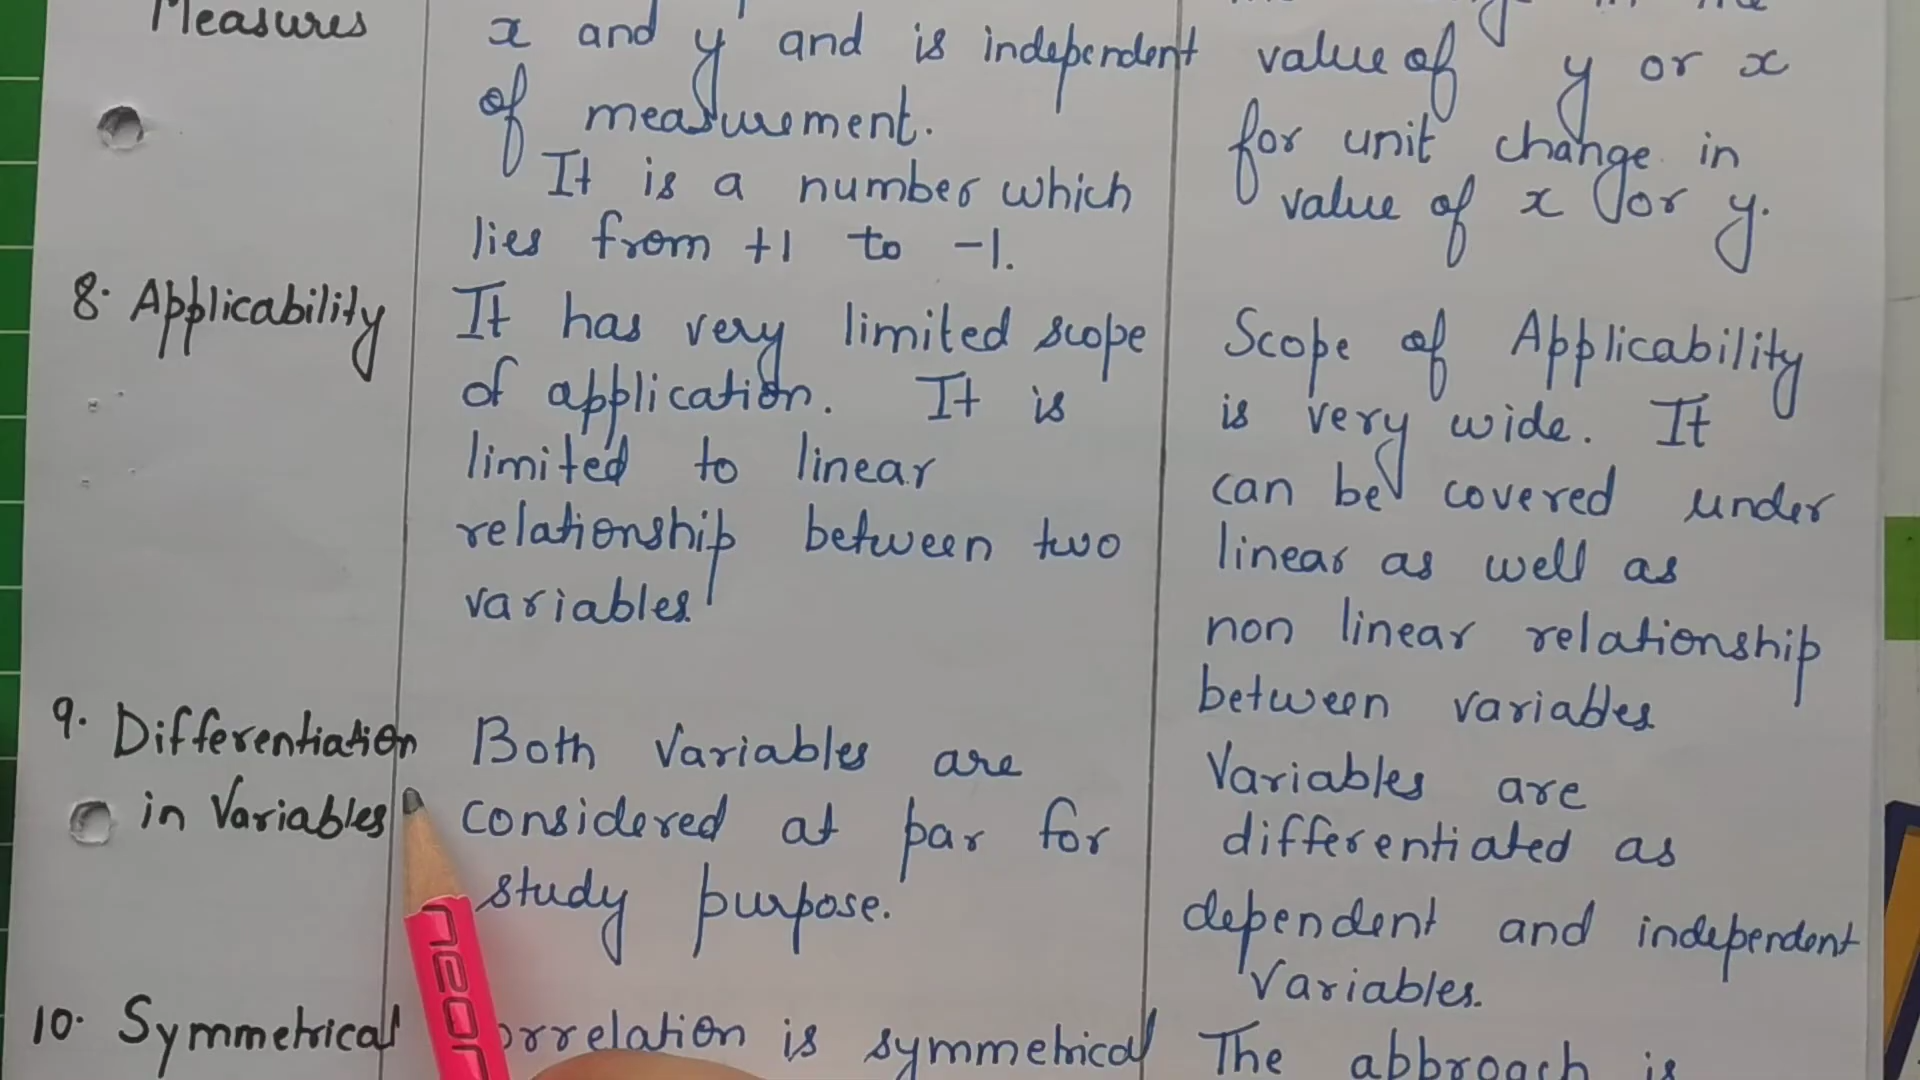 Measures
x and y and is independent
of measurement.
It is a number which
lies from +1 to -1.
value of y or x
for unit change in
value of x or y.
8. Applicability
It has very limited scope
of application. It is
limited to linear
relationship between two
variables.
Scope of Applicability
is very wide. It
can be covered under
linear as well as
non linear relationship
between variables.
9. Differentiation
in Variables
Both Variables are
considered at par for
study purpose.
Variables are
differentiated as
dependent and independent
Variables.
10. Symmetrical
orrelation is symmetrical
The approach is
neon